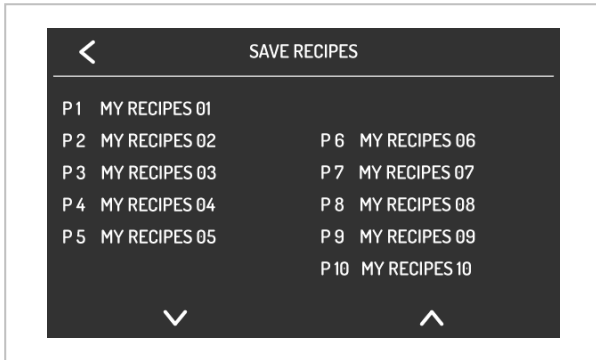 SAVE RECIPES
P1 MY RECIPES 01
P2 MY RECIPES 02
P3 MY RECIPES 03
P4 MY RECIPES 04
P5 MY RECIPES 05
P6 MY RECIPES 06
P7 MY RECIPES 07
P8 MY RECIPES 08
P9 MY RECIPES 09
P10 MY RECIPES 10